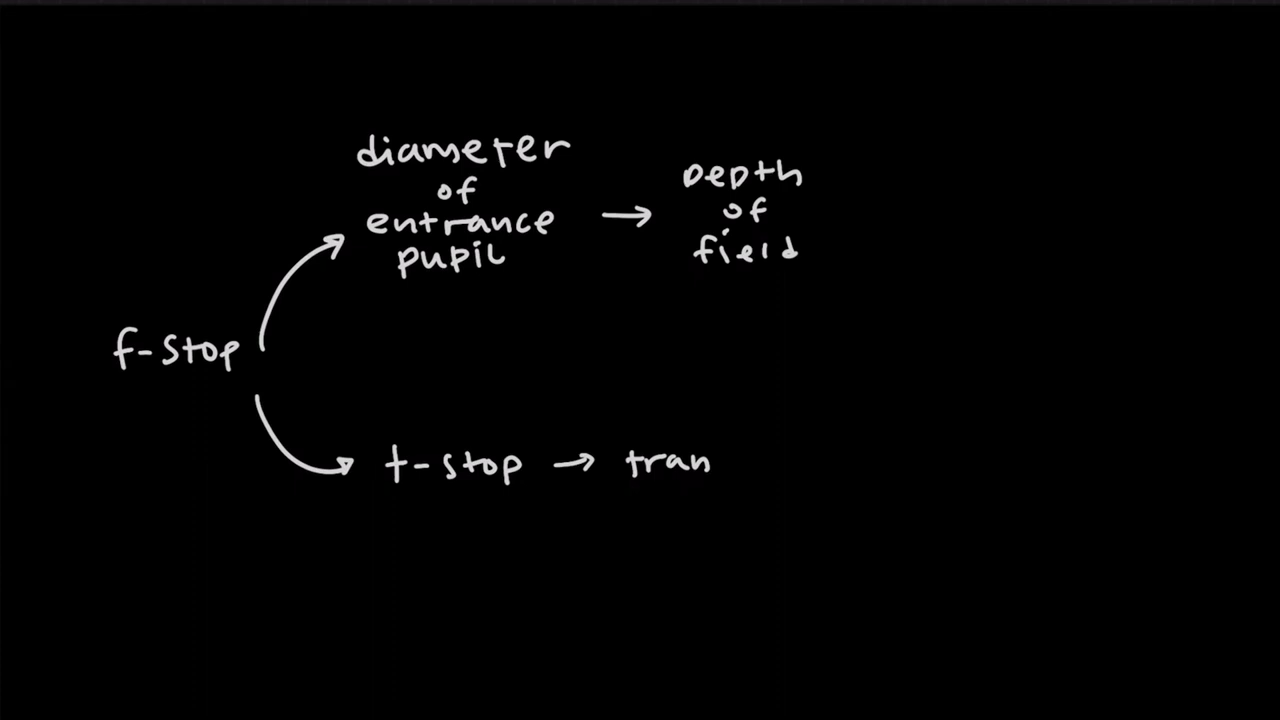 diameter
of
entrance
pupil
Depth
of
field
f-stop
t-stop
tran